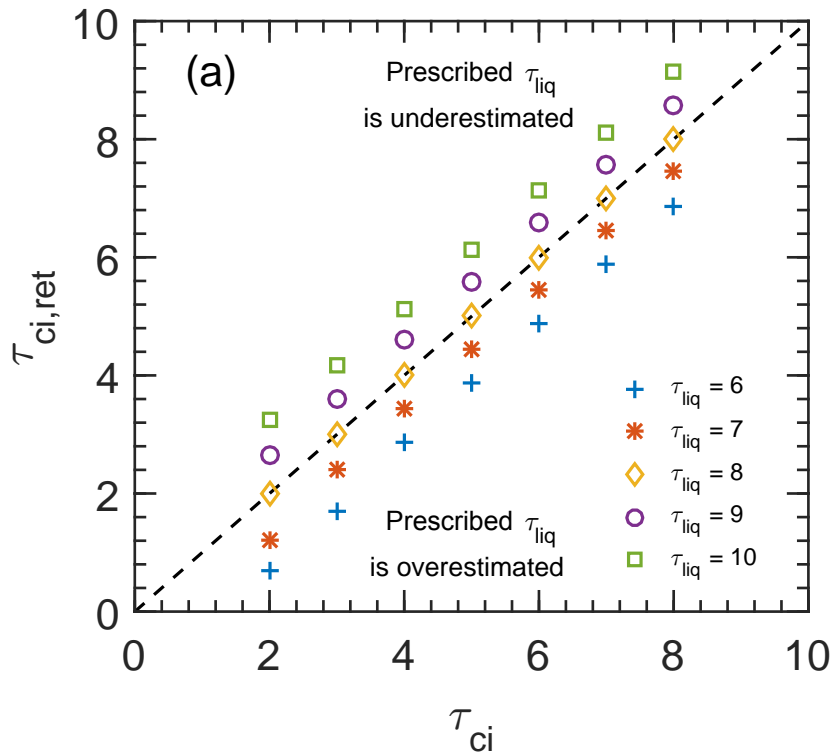 (a)
Prescribed τliq
is underestimated
10
8
6
4
2
0
τci,ret
τliq = 6
τliq = 7
τliq = 8
τliq = 9
τliq = 10
Prescribed τliq
is overestimated
0 2 4 6 8 10
τci